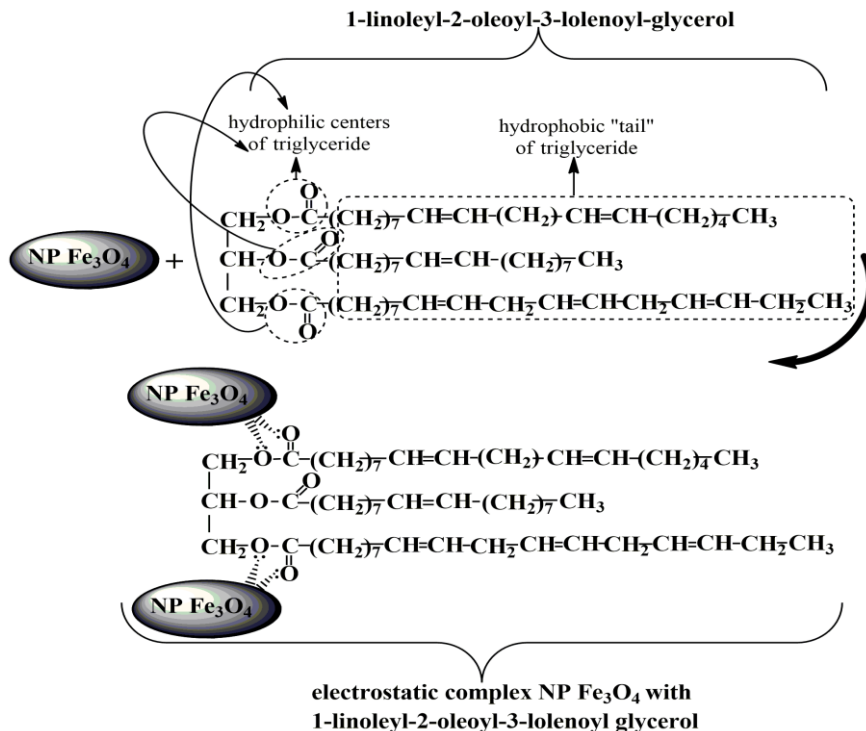 1-linoleyl-2-oleoyl-3-lolenoyl-glycerol
hydrophilic centers
of triglyceride
hydrophobic "tail"
of triglyceride
O
CH₂-O-C-(CH₂)₇-CH=CH-(CH₂)-CH=CH-(CH₂)₄-CH₃
O
NP Fe₃O₄ + CH-O-C-(CH₂)₇-CH=CH-(CH₂)₇-CH₃
CH₂-O-C-(CH₂)₇-CH=CH-CH₂-CH=CH-CH₂-CH=CH-CH₂-CH₃
O
NP Fe₃O₄
O
CH₂-O-C-(CH₂)₇-CH=CH-(CH₂)-CH=CH-(CH₂)₄-CH₃
O
CH-O-C-(CH₂)₇-CH=CH-(CH₂)₇-CH₃
CH₂-O-C-(CH₂)₇-CH=CH-CH₂-CH=CH-CH₂-CH=CH-CH₂-CH₃
O
NP Fe₃O₄
electrostatic complex NP Fe₃O₄ with
1-linoleyl-2-oleoyl-3-lolenoyl glycerol